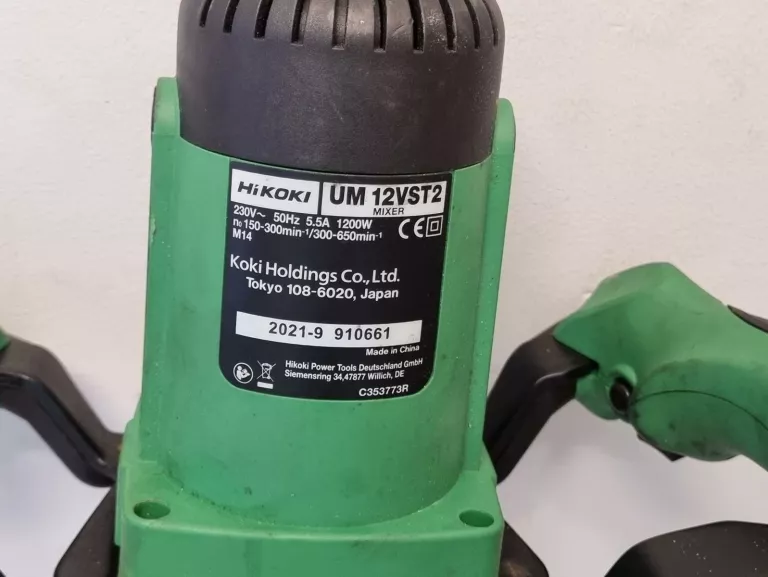 HiKOKI UM 12VST2
MIXER
230V~ 50Hz 5.5A 1200W
n₀150-300min⁻¹/300-650min⁻¹
M14
CE
Koki Holdings Co.,Ltd.
Tokyo 108-6020, Japan
2021-9 910661
Made in China
Hikoki Power Tools Deutschland GmbH
Siemensring 34,47877 Willich, DE
C353773R